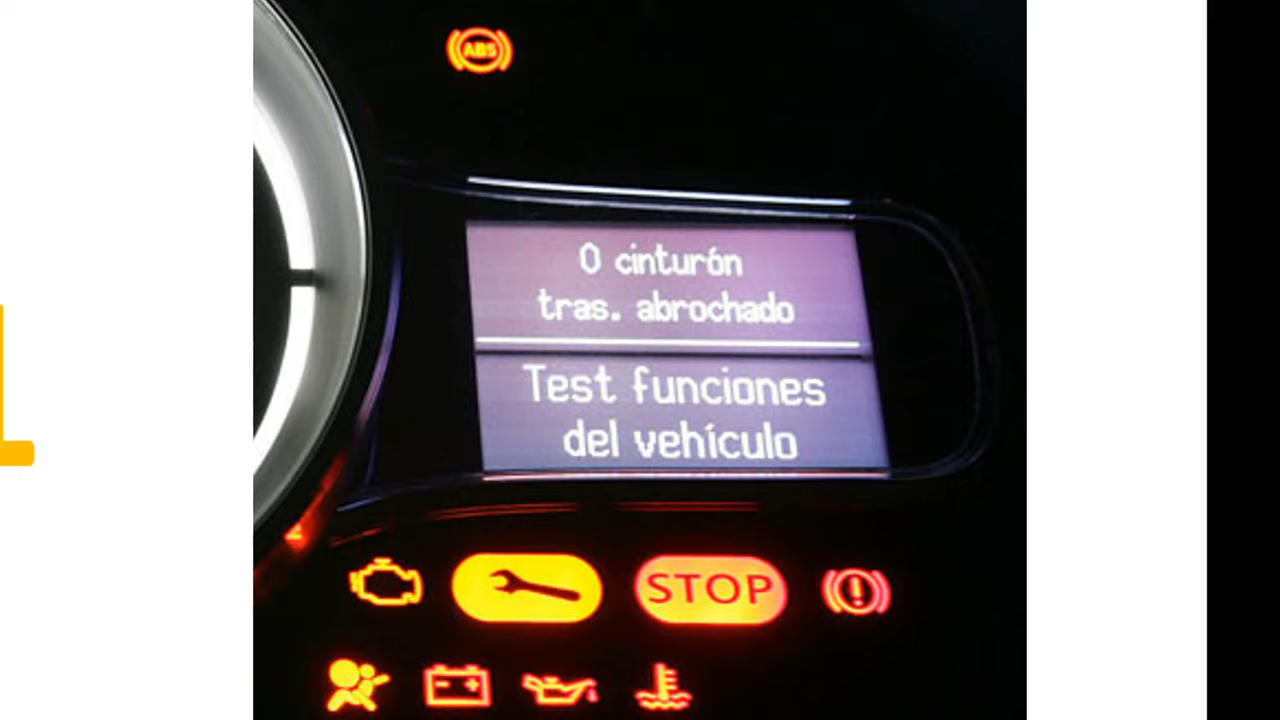 ABS
0 cinturón
tras. abrochado
Test funciones
del vehículo
STOP